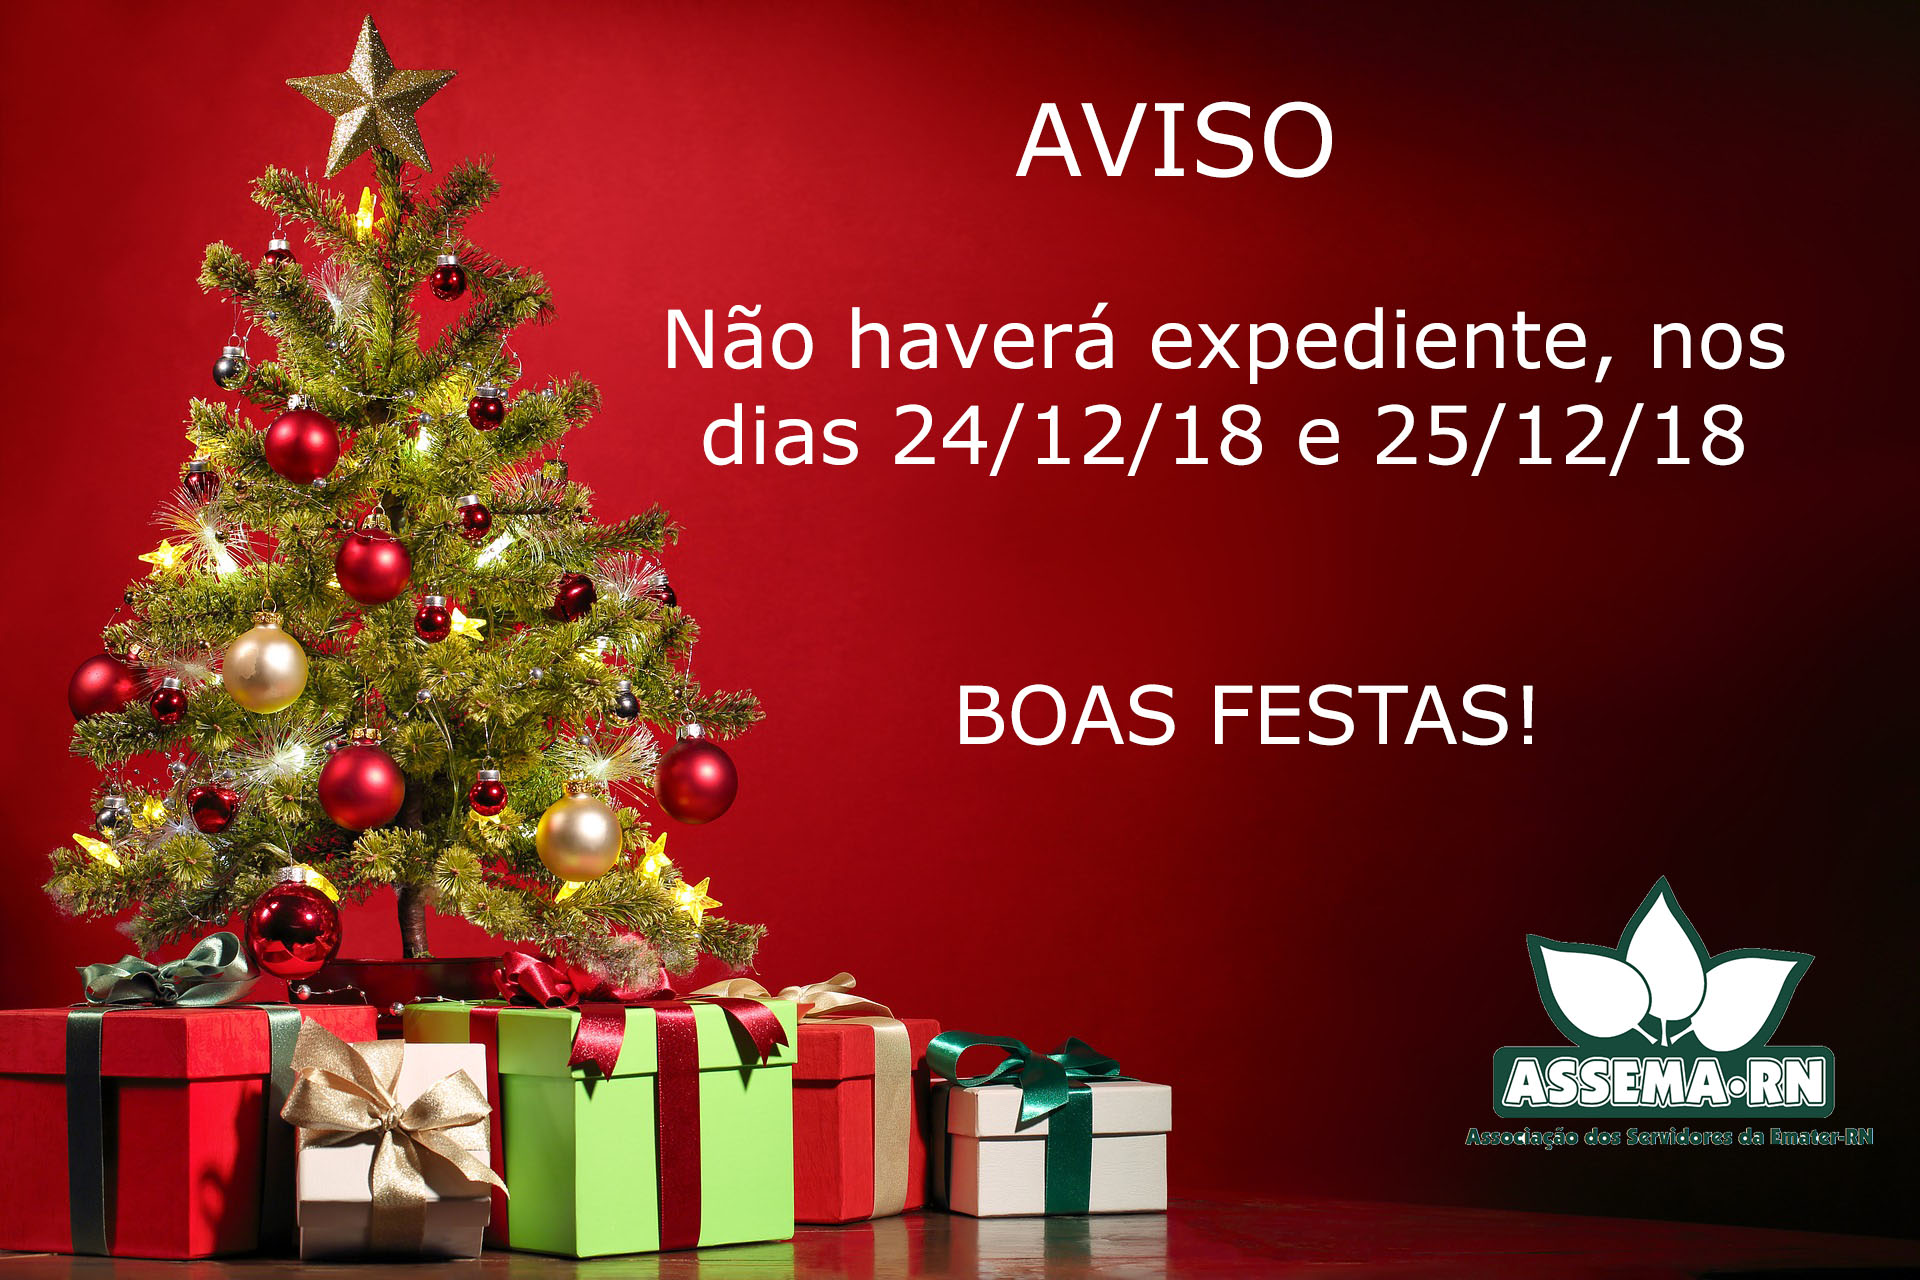 AVISO
Não haverá expediente, nos
dias 24/12/18 e 25/12/18
BOAS FESTAS!
ASSEMA•RN
Associação dos Servidores da Emater-RN